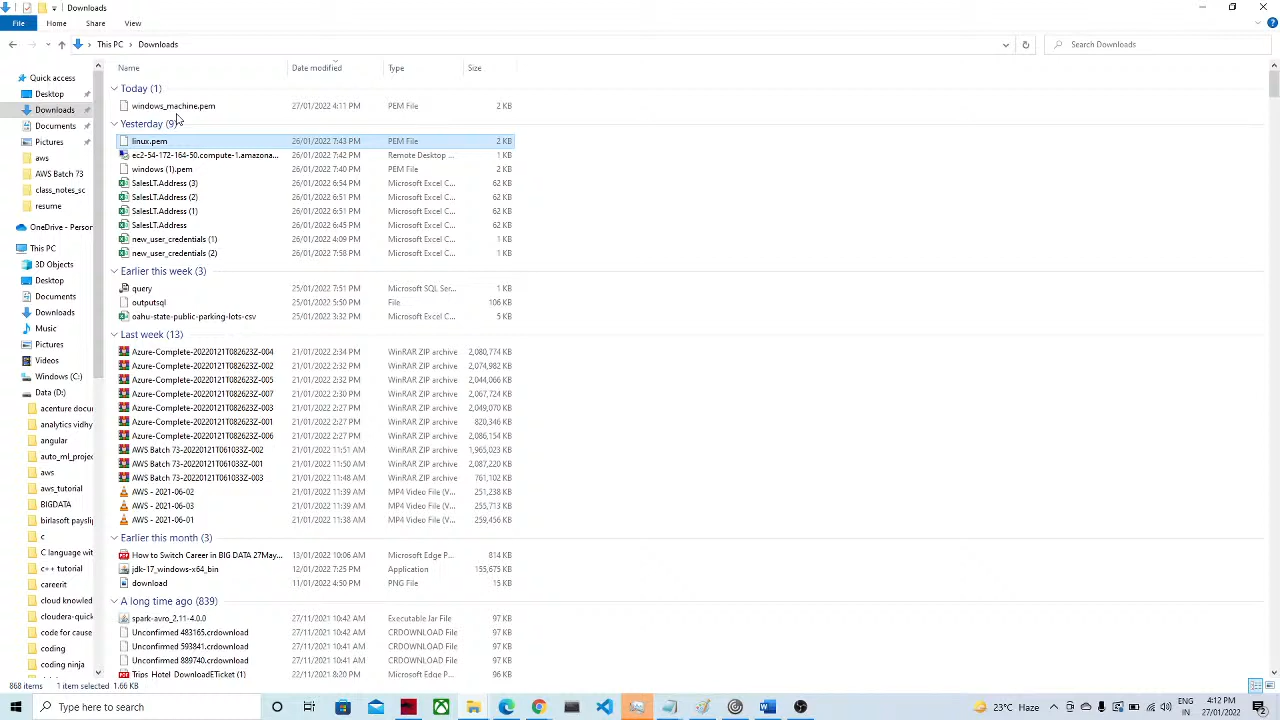 Downloads
File Home Share View
This PC Downloads Search Downloads
Name Date modified Type Size
Quick access
Desktop
Downloads
Documents
Pictures
aws
AWS Batch 73
class_notes_sc
resume
OneDrive - Person
This PC
3D Objects
Desktop
Documents
Downloads
Music
Pictures
Videos
Windows (C:)
Data (D:)
acenture docu
analytics vidhy
angular
auto_ml_projec
aws
aws_tutorial
BIGDATA
birlasoft payslip
c
C language wit
c++ tutorial
careerit
cloud knowled
cloudera-quick
code for cause
coding
coding ninja
Today (1)
windows_machine.pem 27/01/2022 4:11 PM PEM File 2 KB
Yesterday (9)
linux.pem 26/01/2022 7:43 PM PEM File 2 KB
ec2-54-172-164-50.compute-1.amazona... 26/01/2022 7:42 PM Remote Desktop ... 1 KB
windows (1).pem 26/01/2022 7:40 PM PEM File 2 KB
SalesLT.Address (3) 26/01/2022 6:54 PM Microsoft Excel C... 62 KB
SalesLT.Address (2) 26/01/2022 6:51 PM Microsoft Excel C... 62 KB
SalesLT.Address (1) 26/01/2022 6:51 PM Microsoft Excel C... 62 KB
SalesLT.Address 26/01/2022 6:45 PM Microsoft Excel C... 62 KB
new_user_credentials (1) 26/01/2022 4:09 PM Microsoft Excel C... 1 KB
new_user_credentials (2) 26/01/2022 7:58 PM Microsoft Excel C... 1 KB
Earlier this week (3)
query 25/01/2022 7:51 PM Microsoft SQL Ser... 1 KB
outputsql 25/01/2022 5:50 PM File 106 KB
oahu-state-public-parking-lots-csv 25/01/2022 3:32 PM Microsoft Excel C... 5 KB
Last week (13)
Azure-Complete-20220121T082623Z-004 21/01/2022 2:34 PM WinRAR ZIP archive 2,080,774 KB
Azure-Complete-20220121T082623Z-002 21/01/2022 2:32 PM WinRAR ZIP archive 2,074,982 KB
Azure-Complete-20220121T082623Z-005 21/01/2022 2:32 PM WinRAR ZIP archive 2,044,066 KB
Azure-Complete-20220121T082623Z-007 21/01/2022 2:30 PM WinRAR ZIP archive 2,067,724 KB
Azure-Complete-20220121T082623Z-003 21/01/2022 2:27 PM WinRAR ZIP archive 2,049,070 KB
Azure-Complete-20220121T082623Z-001 21/01/2022 2:27 PM WinRAR ZIP archive 820,346 KB
Azure-Complete-20220121T082623Z-006 21/01/2022 2:27 PM WinRAR ZIP archive 2,086,154 KB
AWS Batch 73-20220121T061033Z-002 21/01/2022 11:51 AM WinRAR ZIP archive 1,965,023 KB
AWS Batch 73-20220121T061033Z-001 21/01/2022 11:50 AM WinRAR ZIP archive 2,087,220 KB
AWS Batch 73-20220121T061033Z-003 21/01/2022 11:48 AM WinRAR ZIP archive 761,102 KB
AWS - 2021-06-02 21/01/2022 11:39 AM MP4 Video File (V... 251,238 KB
AWS - 2021-06-03 21/01/2022 11:39 AM MP4 Video File (V... 255,713 KB
AWS - 2021-06-01 21/01/2022 11:38 AM MP4 Video File (V... 259,456 KB
Earlier this month (3)
How to Switch Career in BIG DATA 27May... 13/01/2022 10:06 AM Microsoft Edge P... 814 KB
jdk-17_windows-x64_bin 12/01/2022 7:25 PM Application 155,675 KB
download 11/01/2022 4:50 PM PNG File 15 KB
A long time ago (839)
spark-avro_2.11-4.0.0 27/11/2021 10:42 AM Executable Jar File 97 KB
Unconfirmed 483165.crdownload 27/11/2021 10:42 AM CRDOWNLOAD File 97 KB
Unconfirmed 593841.crdownload 27/11/2021 10:41 AM CRDOWNLOAD File 97 KB
Unconfirmed 889740.crdownload 27/11/2021 10:41 AM CRDOWNLOAD File 97 KB
Trips_Hotel_DownloadETicket (1) 22/11/2021 8:20 PM Microsoft Edge P... 96 KB
868 items 1 item selected 1.66 KB
Type here to search
23°C Haze
ENG
IN
4:12 PM
27/01/2022
2